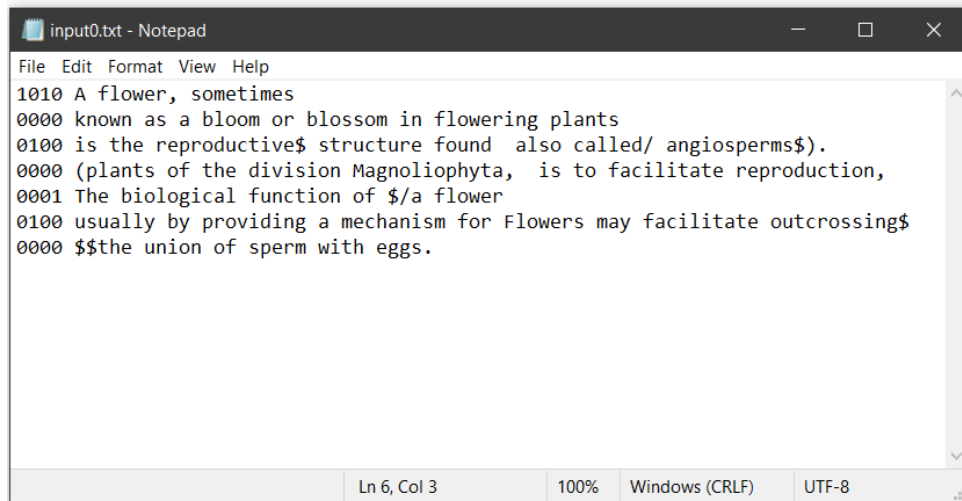 input0.txt - Notepad
File Edit Format View Help
1010 A flower, sometimes
0000 known as a bloom or blossom in flowering plants
0100 is the reproductive$ structure found  also called/ angiosperms$).
0000 (plants of the division Magnoliophyta,  is to facilitate reproduction,
0001 The biological function of $/a flower
0100 usually by providing a mechanism for Flowers may facilitate outcrossing$
0000 $$the union of sperm with eggs.
Ln 6, Col 3 100% Windows (CRLF) UTF-8